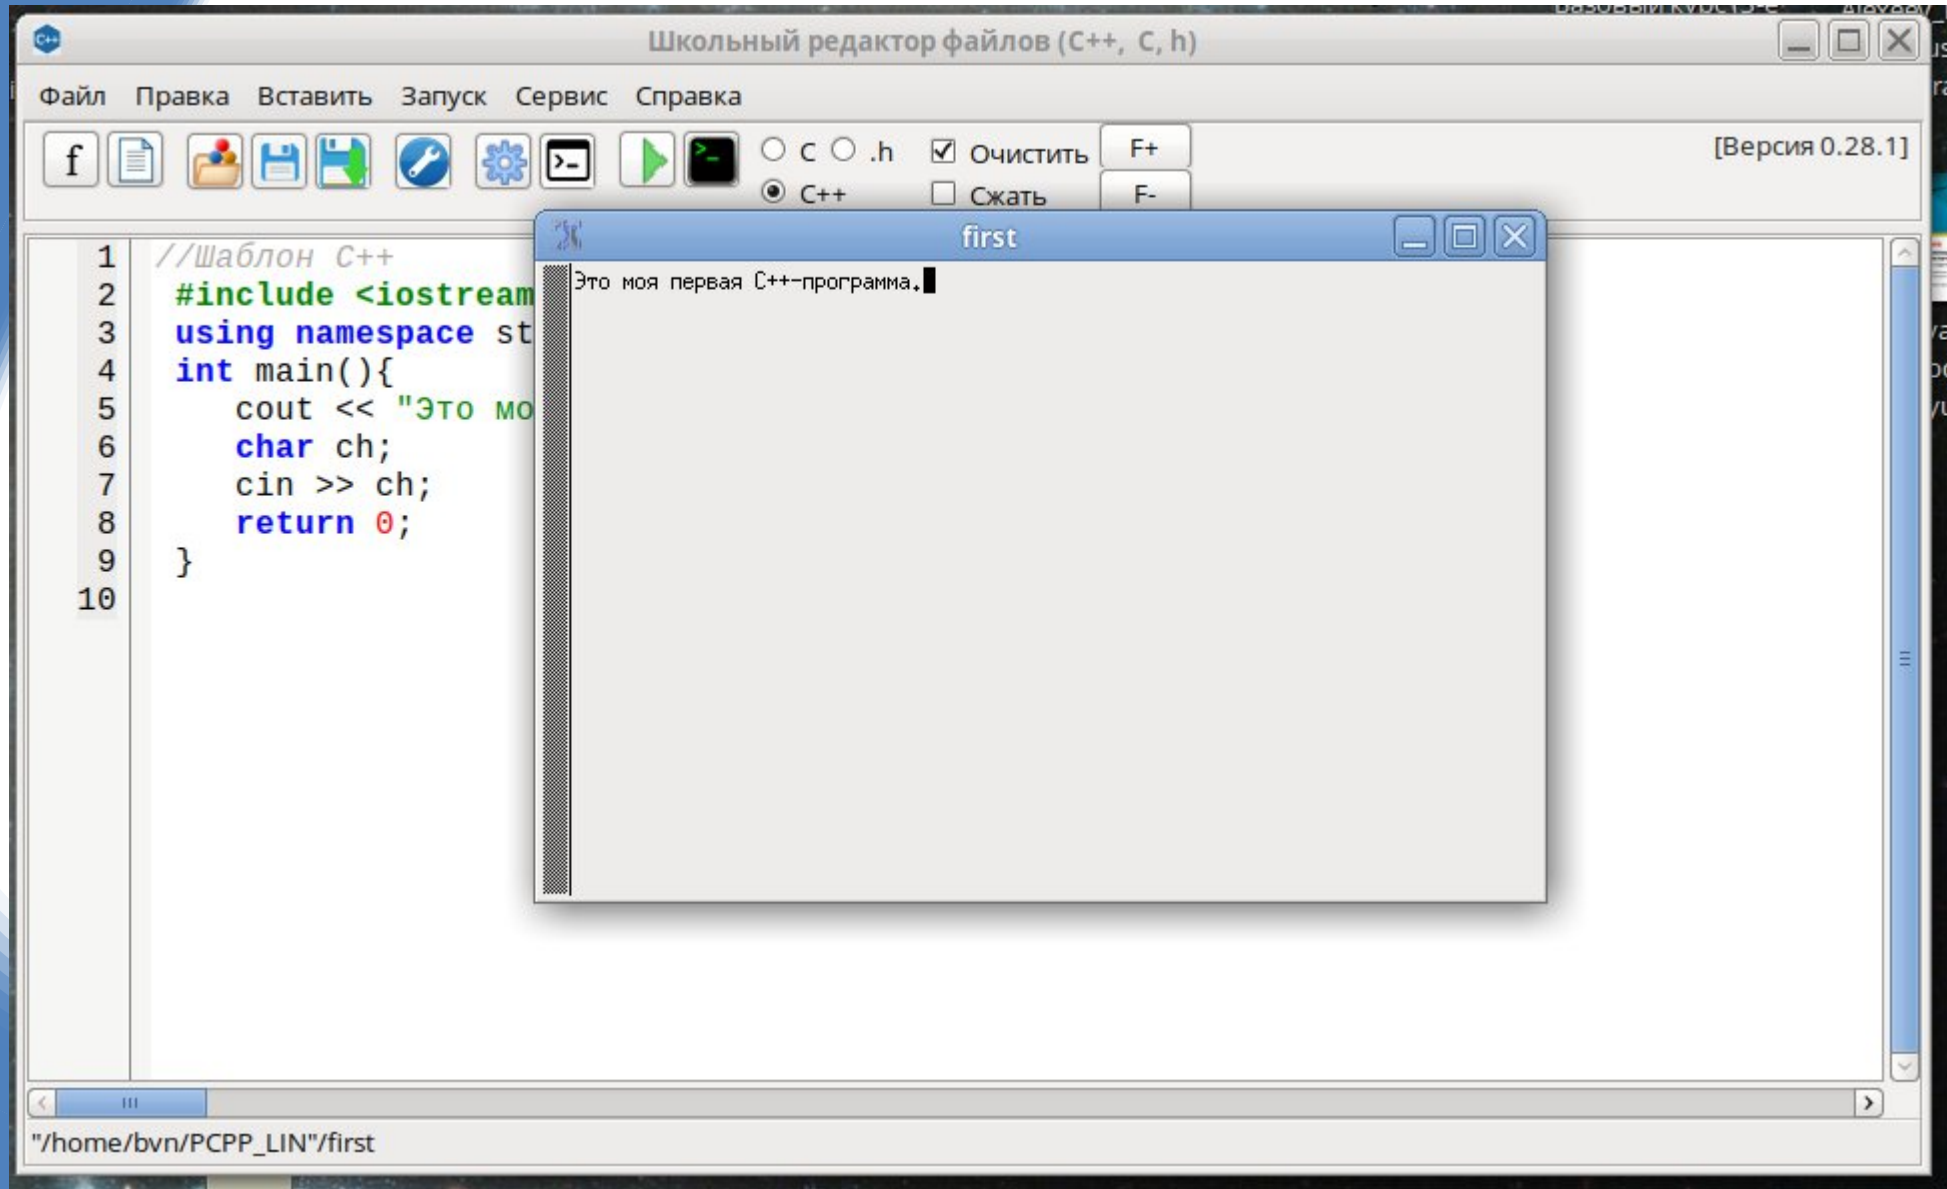 Школьный редактор файлов (C++, C, h)
Файл Правка Вставить Запуск Сервис Справка
f C .h Очистить F+ [Версия 0.28.1]
C++ Сжать F-
first
Это моя первая C++-программа.
1 //Шаблон C++
2 #include <iostream
3 using namespace st
4 int main(){
5 cout << "Это мо
6 char ch;
7 cin >> ch;
8 return 0;
9 }
10
"/home/bvn/PCPP_LIN"/first